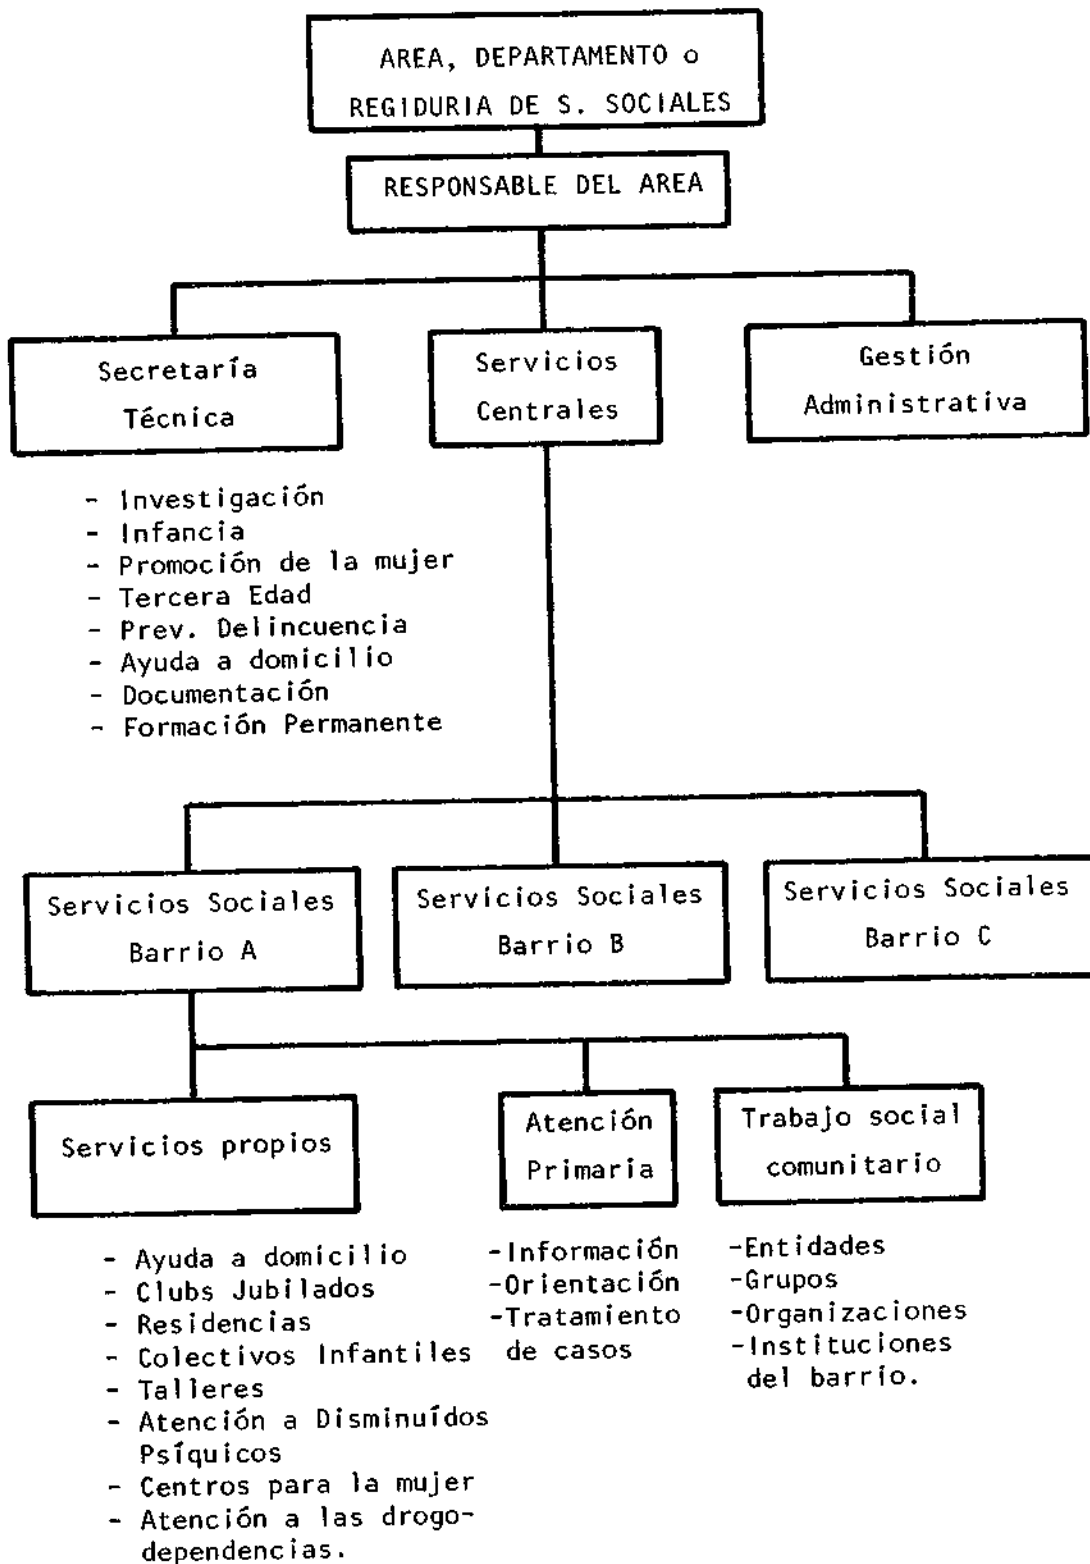 AREA, DEPARTAMENTO o
REGIDURIA DE S. SOCIALES
RESPONSABLE DEL AREA
Secretaría
Técnica
Servicios
Centrales
Gestión
Administrativa
- Investigación
- Infancia
- Promoción de la mujer
- Tercera Edad
- Prev. Delincuencia
- Ayuda a domicilio
- Documentación
- Formación Permanente
Servicios Sociales
Barrio A
Servicios Sociales
Barrio B
Servicios Sociales
Barrio C
Servicios propios
Atención
Primaria
Trabajo social
comunitario
- Ayuda a domicilio
- Clubs Jubilados
- Residencias
- Colectivos Infantiles
- Talleres
- Atención a Disminuídos
Psíquicos
- Centros para la mujer
- Atención a las drogo-
dependencias.
-Información
-Orientación
-Tratamiento
de casos
-Entidades
-Grupos
-Organizaciones
-Instituciones
del barrio.